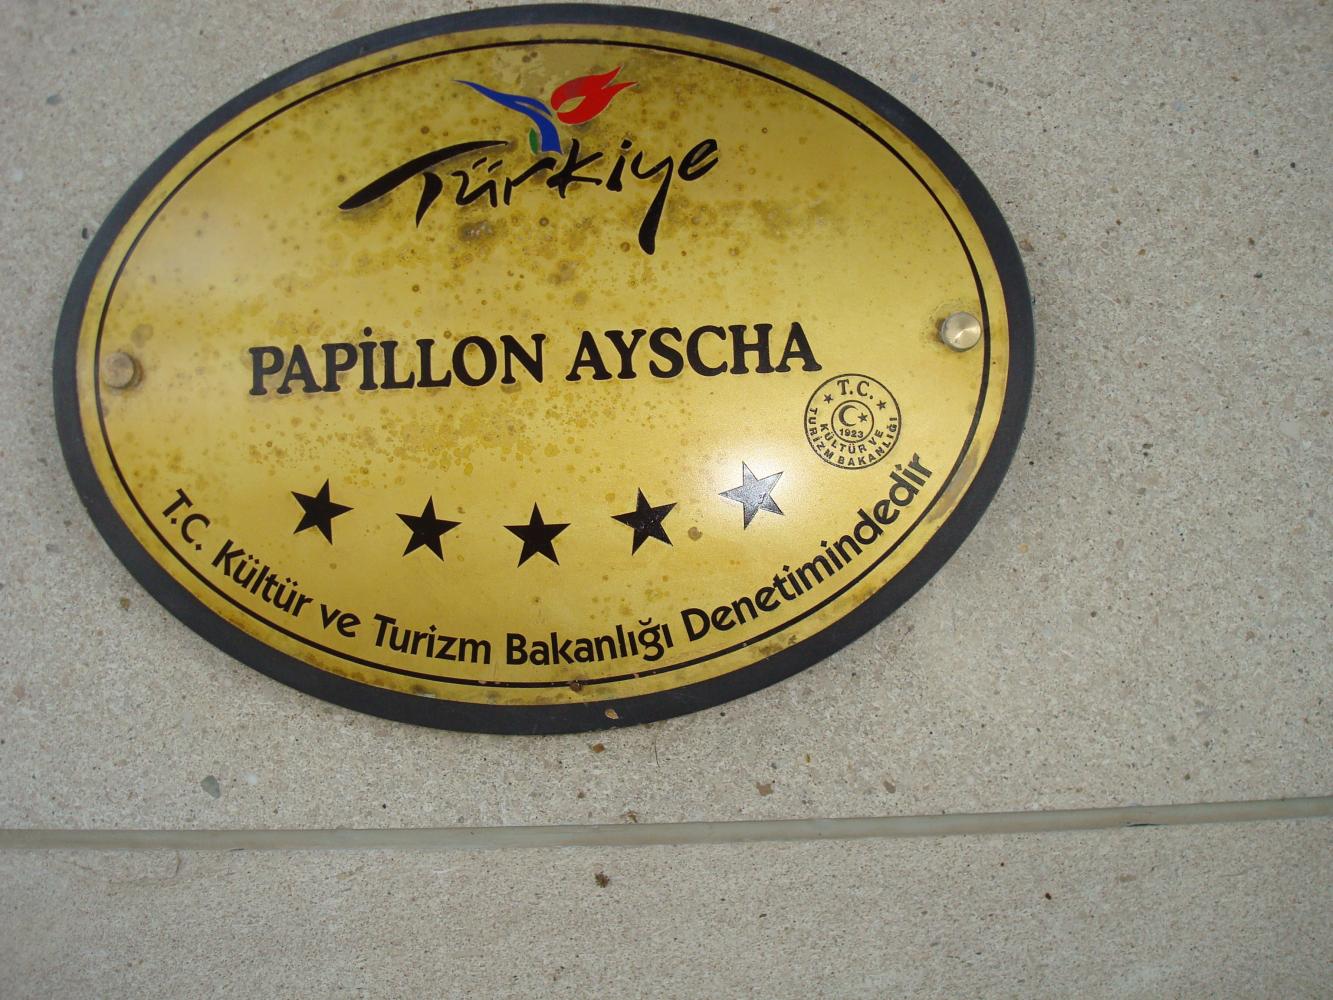 Türkiye
PAPİLLON AYSCHA
T.C.
1923
KÜLTÜR VE
TURİZM BAKANLIĞI
T.C. Kültür ve Turizm Bakanlığı Denetimindedir